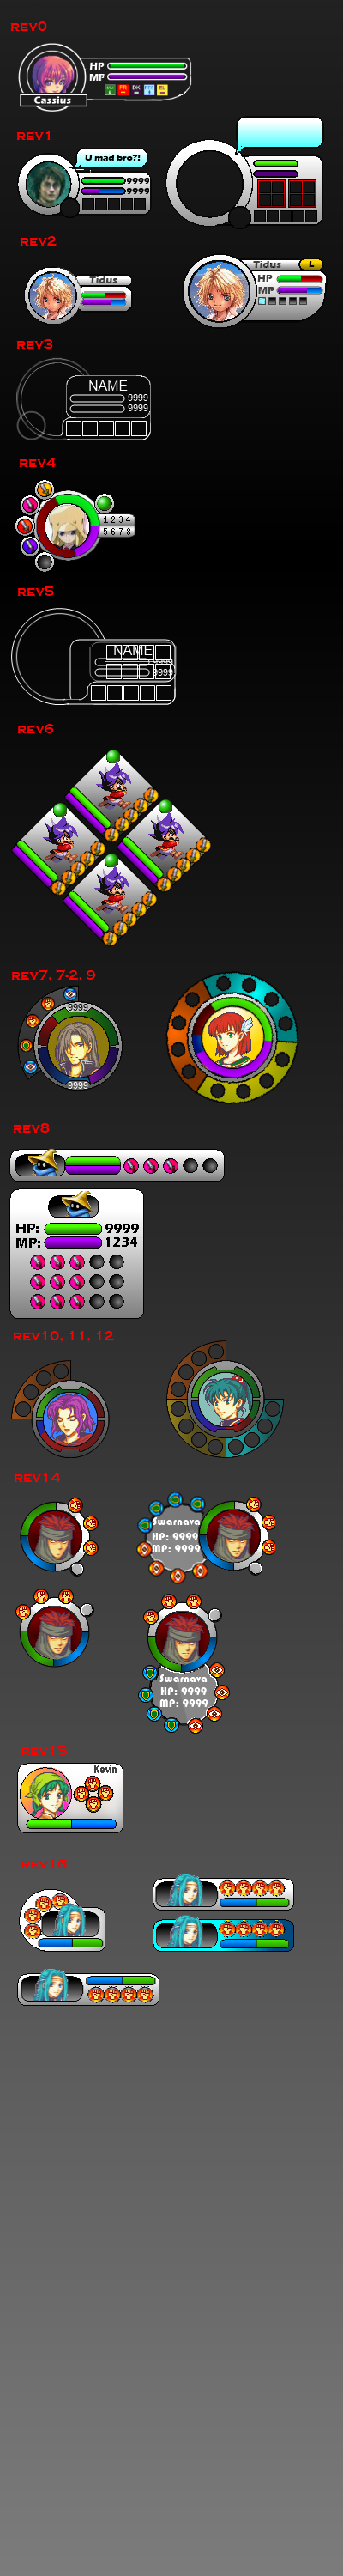 REV0
HP
MP
DK
Cassius
REV1
U mad bro?!
9999
9999
REV2
Tidus
Tidus L
HP
MP
REV3
NAME
9999
9999
REV4
1 2 3 4
5 6 7 8
REV5
NAME
9999
9999
REV6
REV7, 7-2, 9
9999
9999
REV8
HP: 9999
MP: 1234
REV10, 11, 12
REV14
Swarnava
HP: 9999
MP: 9999
Swarnava
HP: 9999
MP: 9999
REV15
Kevin
REV16